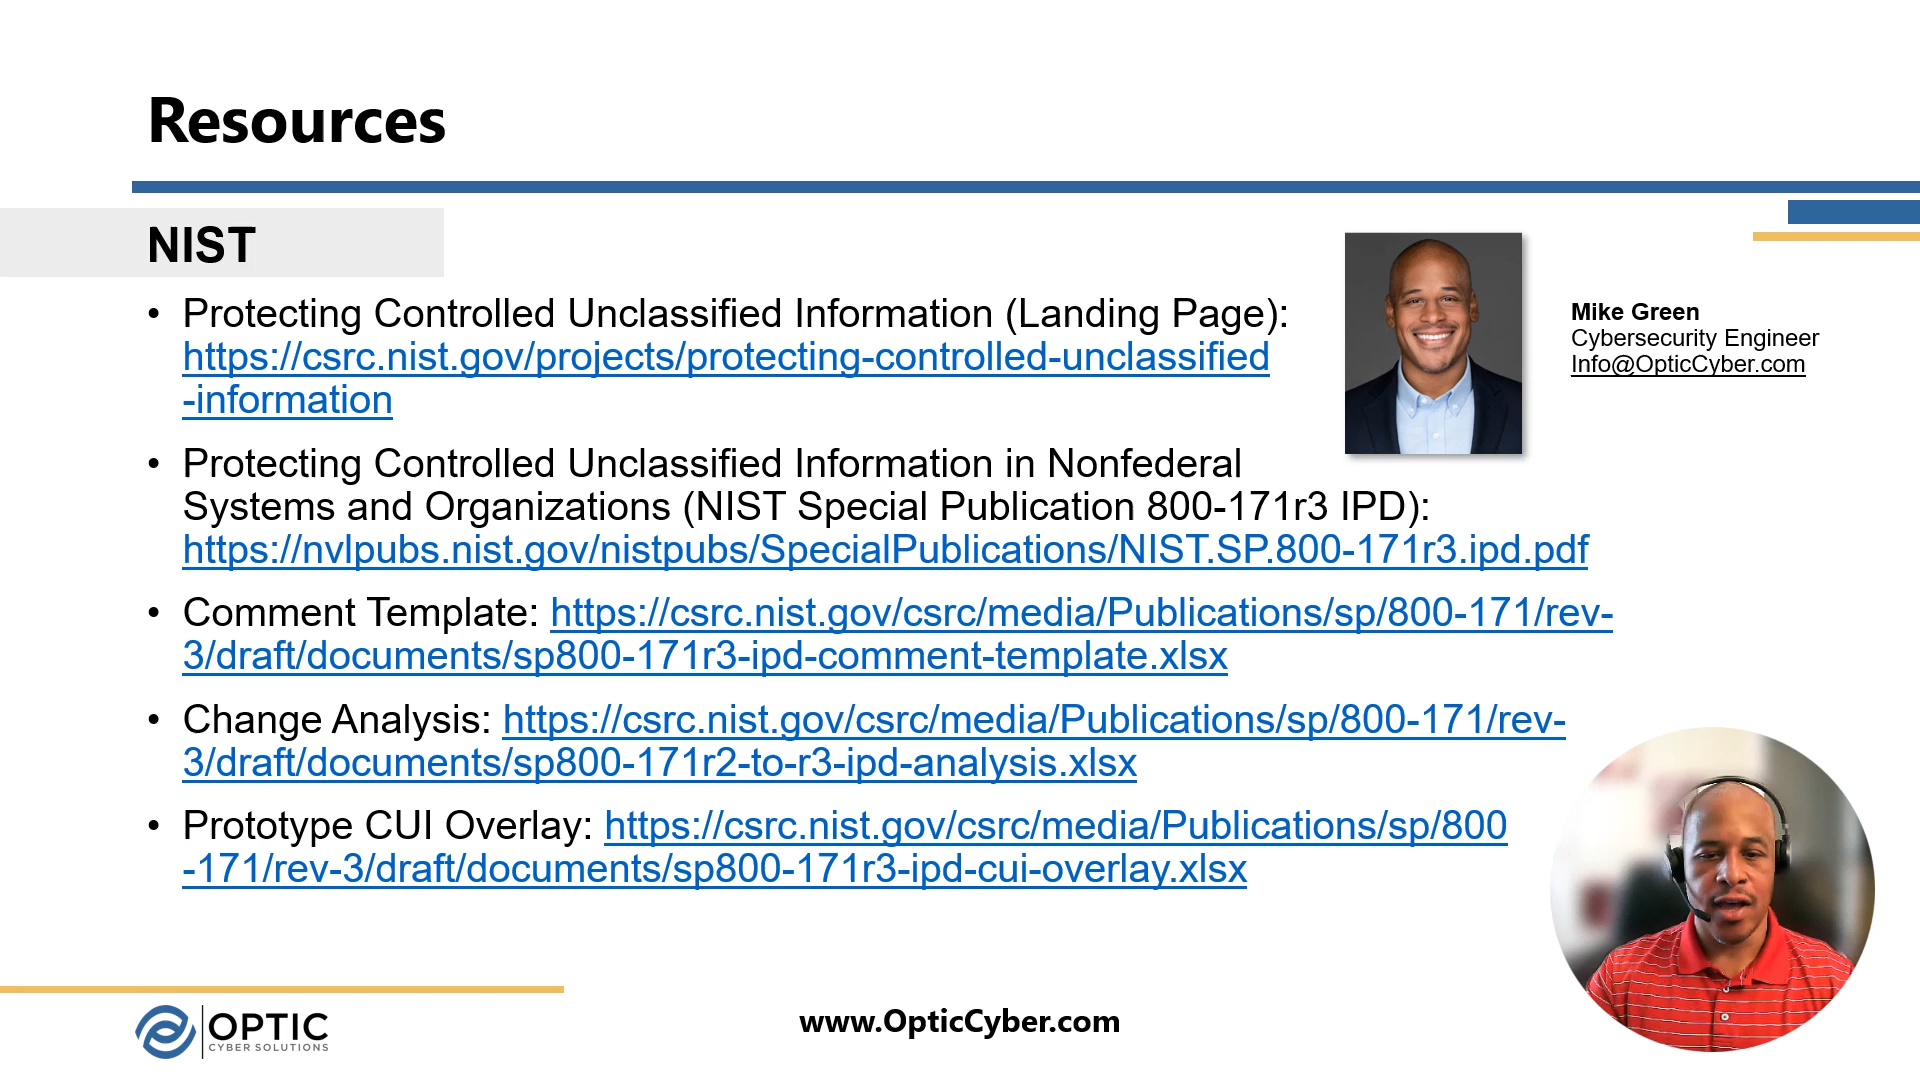 Resources
NIST
• Protecting Controlled Unclassified Information (Landing Page):
https://csrc.nist.gov/projects/protecting-controlled-unclassified
-information
• Protecting Controlled Unclassified Information in Nonfederal
Systems and Organizations (NIST Special Publication 800-171r3 IPD):
https://nvlpubs.nist.gov/nistpubs/SpecialPublications/NIST.SP.800-171r3.ipd.pdf
• Comment Template: https://csrc.nist.gov/csrc/media/Publications/sp/800-171/rev-
3/draft/documents/sp800-171r3-ipd-comment-template.xlsx
• Change Analysis: https://csrc.nist.gov/csrc/media/Publications/sp/800-171/rev-
3/draft/documents/sp800-171r2-to-r3-ipd-analysis.xlsx
• Prototype CUI Overlay: https://csrc.nist.gov/csrc/media/Publications/sp/800
-171/rev-3/draft/documents/sp800-171r3-ipd-cui-overlay.xlsx
Mike Green
Cybersecurity Engineer
Info@OpticCyber.com
OPTIC
CYBER SOLUTIONS
www.OpticCyber.com